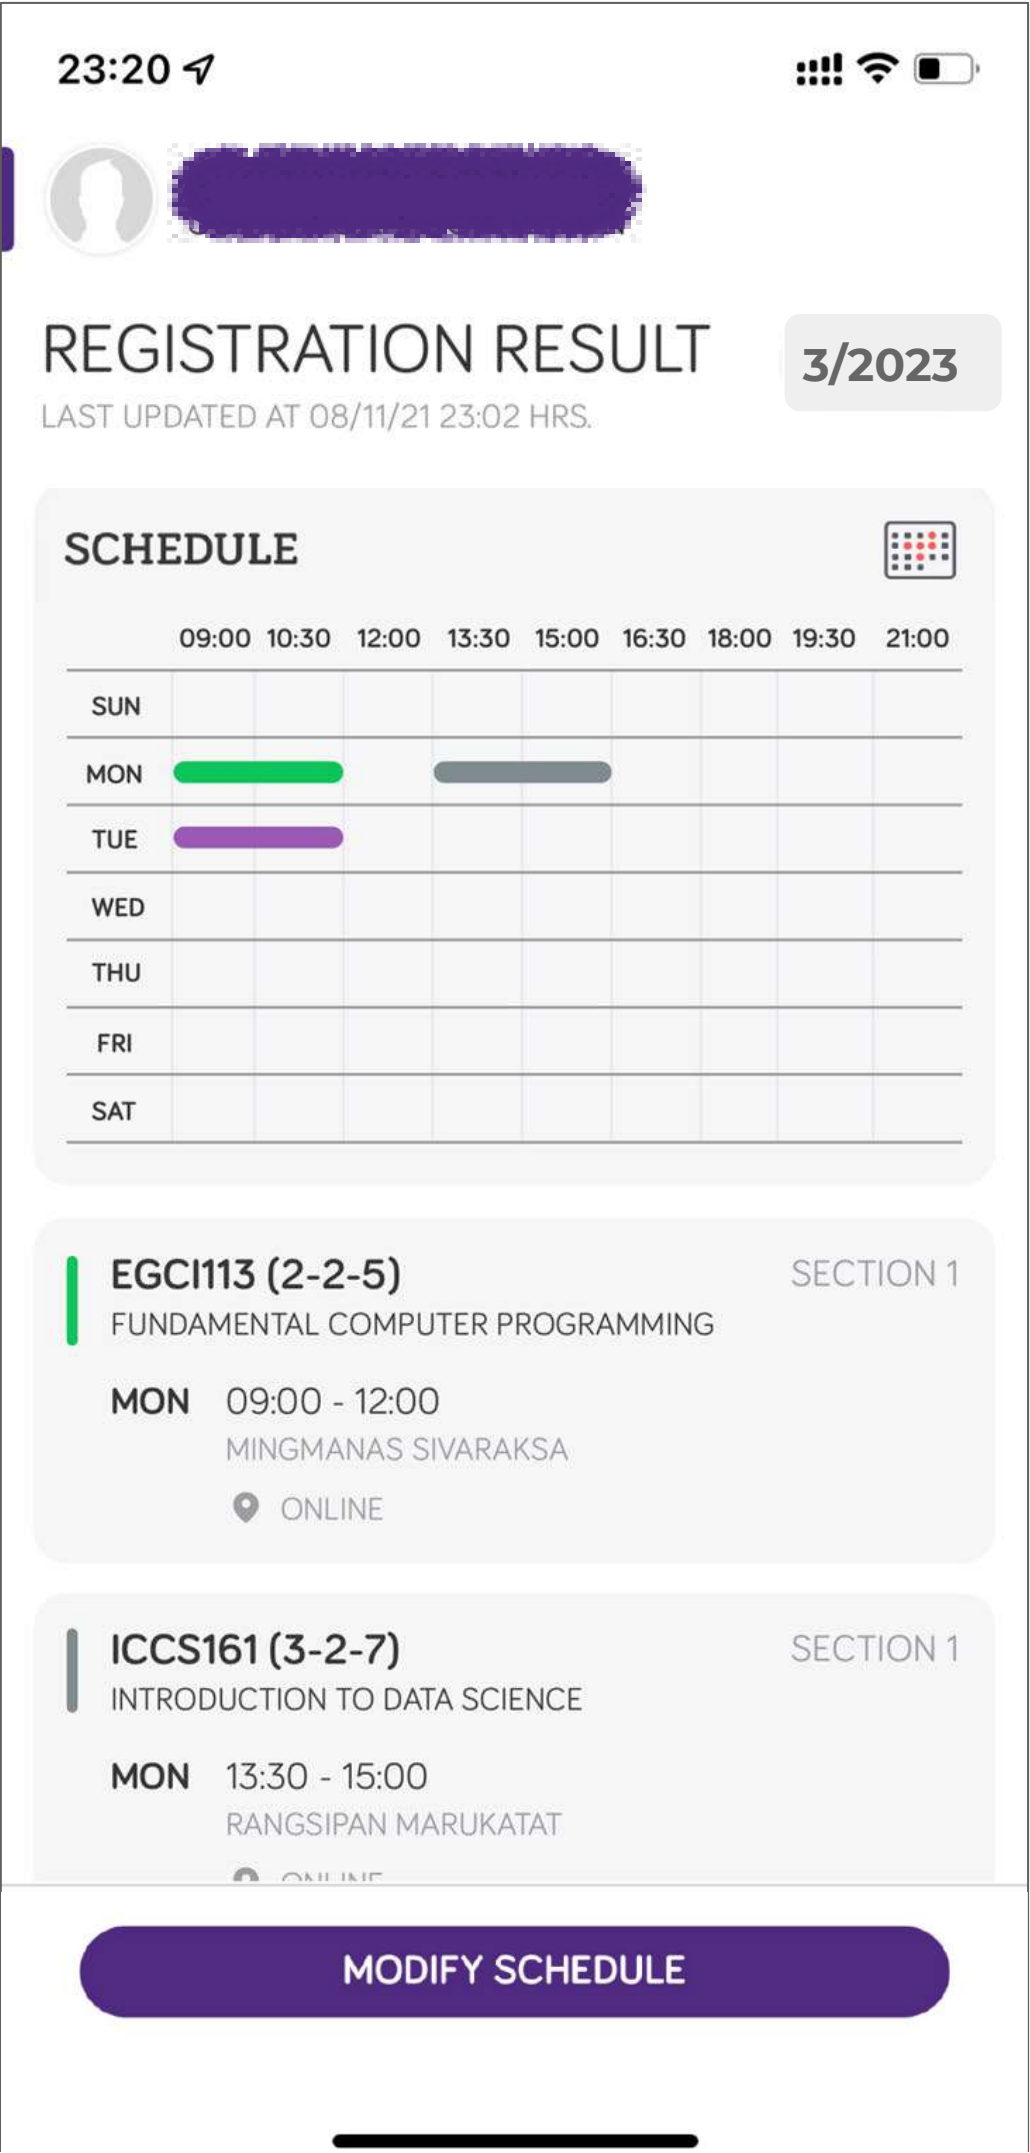 23:20
REGISTRATION RESULT
3/2023
LAST UPDATED AT 08/11/21 23:02 HRS.
SCHEDULE
09:00 10:30 12:00 13:30 15:00 16:30 18:00 19:30 21:00
SUN
MON
TUE
WED
THU
FRI
SAT
EGCI113 (2-2-5)
SECTION 1
FUNDAMENTAL COMPUTER PROGRAMMING
MON 09:00 - 12:00
MINGMANAS SIVARAKSA
ONLINE
ICCS161 (3-2-7)
SECTION 1
INTRODUCTION TO DATA SCIENCE
MON 13:30 - 15:00
RANGSIPAN MARUKATAT
ONLINE
MODIFY SCHEDULE